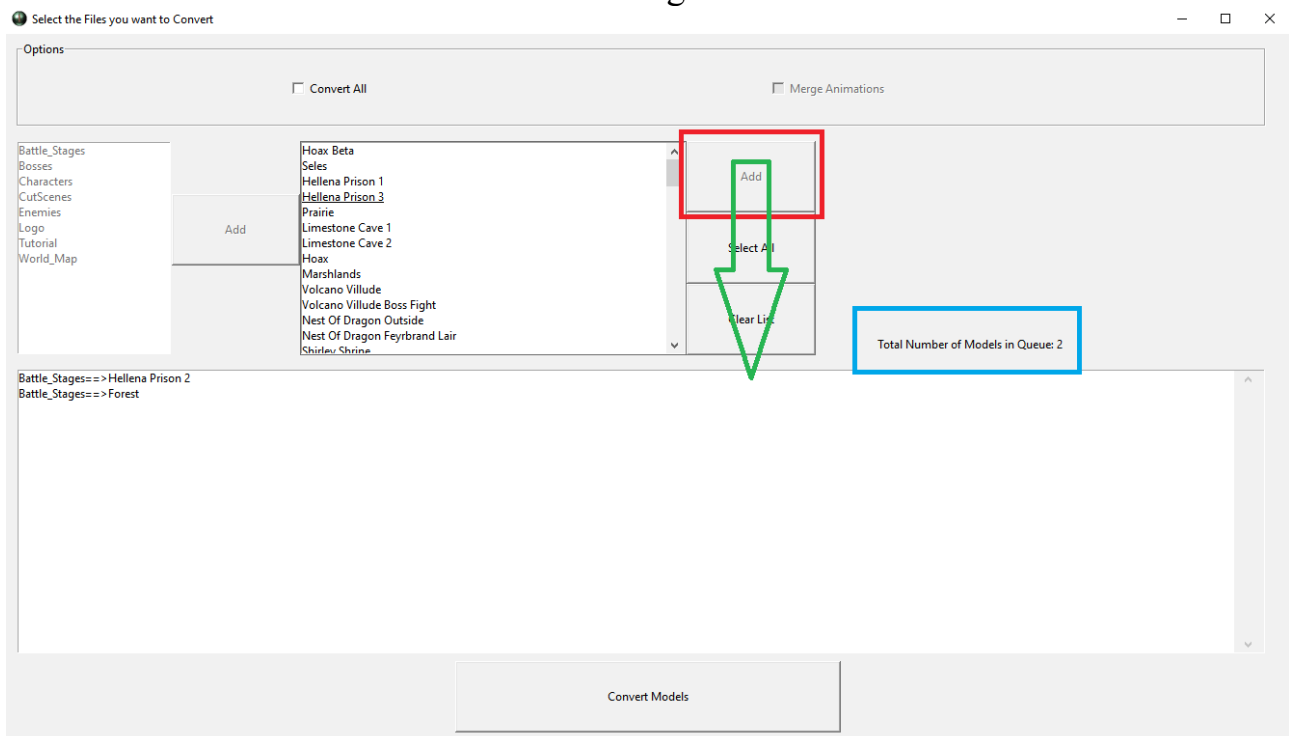 Select the Files you want to Convert
Options
Convert All
Merge Animations
Battle_Stages
Bosses
Characters
CutScenes
Enemies
Logo
Tutorial
World_Map
Add
Hoax Beta
Seles
Hellena Prison 1
Hellena Prison 3
Prairie
Limestone Cave 1
Limestone Cave 2
Hoax
Marshlands
Volcano Villude
Volcano Villude Boss Fight
Nest Of Dragon Outside
Nest Of Dragon Feyrbrand Lair
Shirley Shrine
Add
Select All
Clear List
Total Number of Models in Queue: 2
Battle_Stages==>Hellena Prison 2
Battle_Stages==>Forest
Convert Models